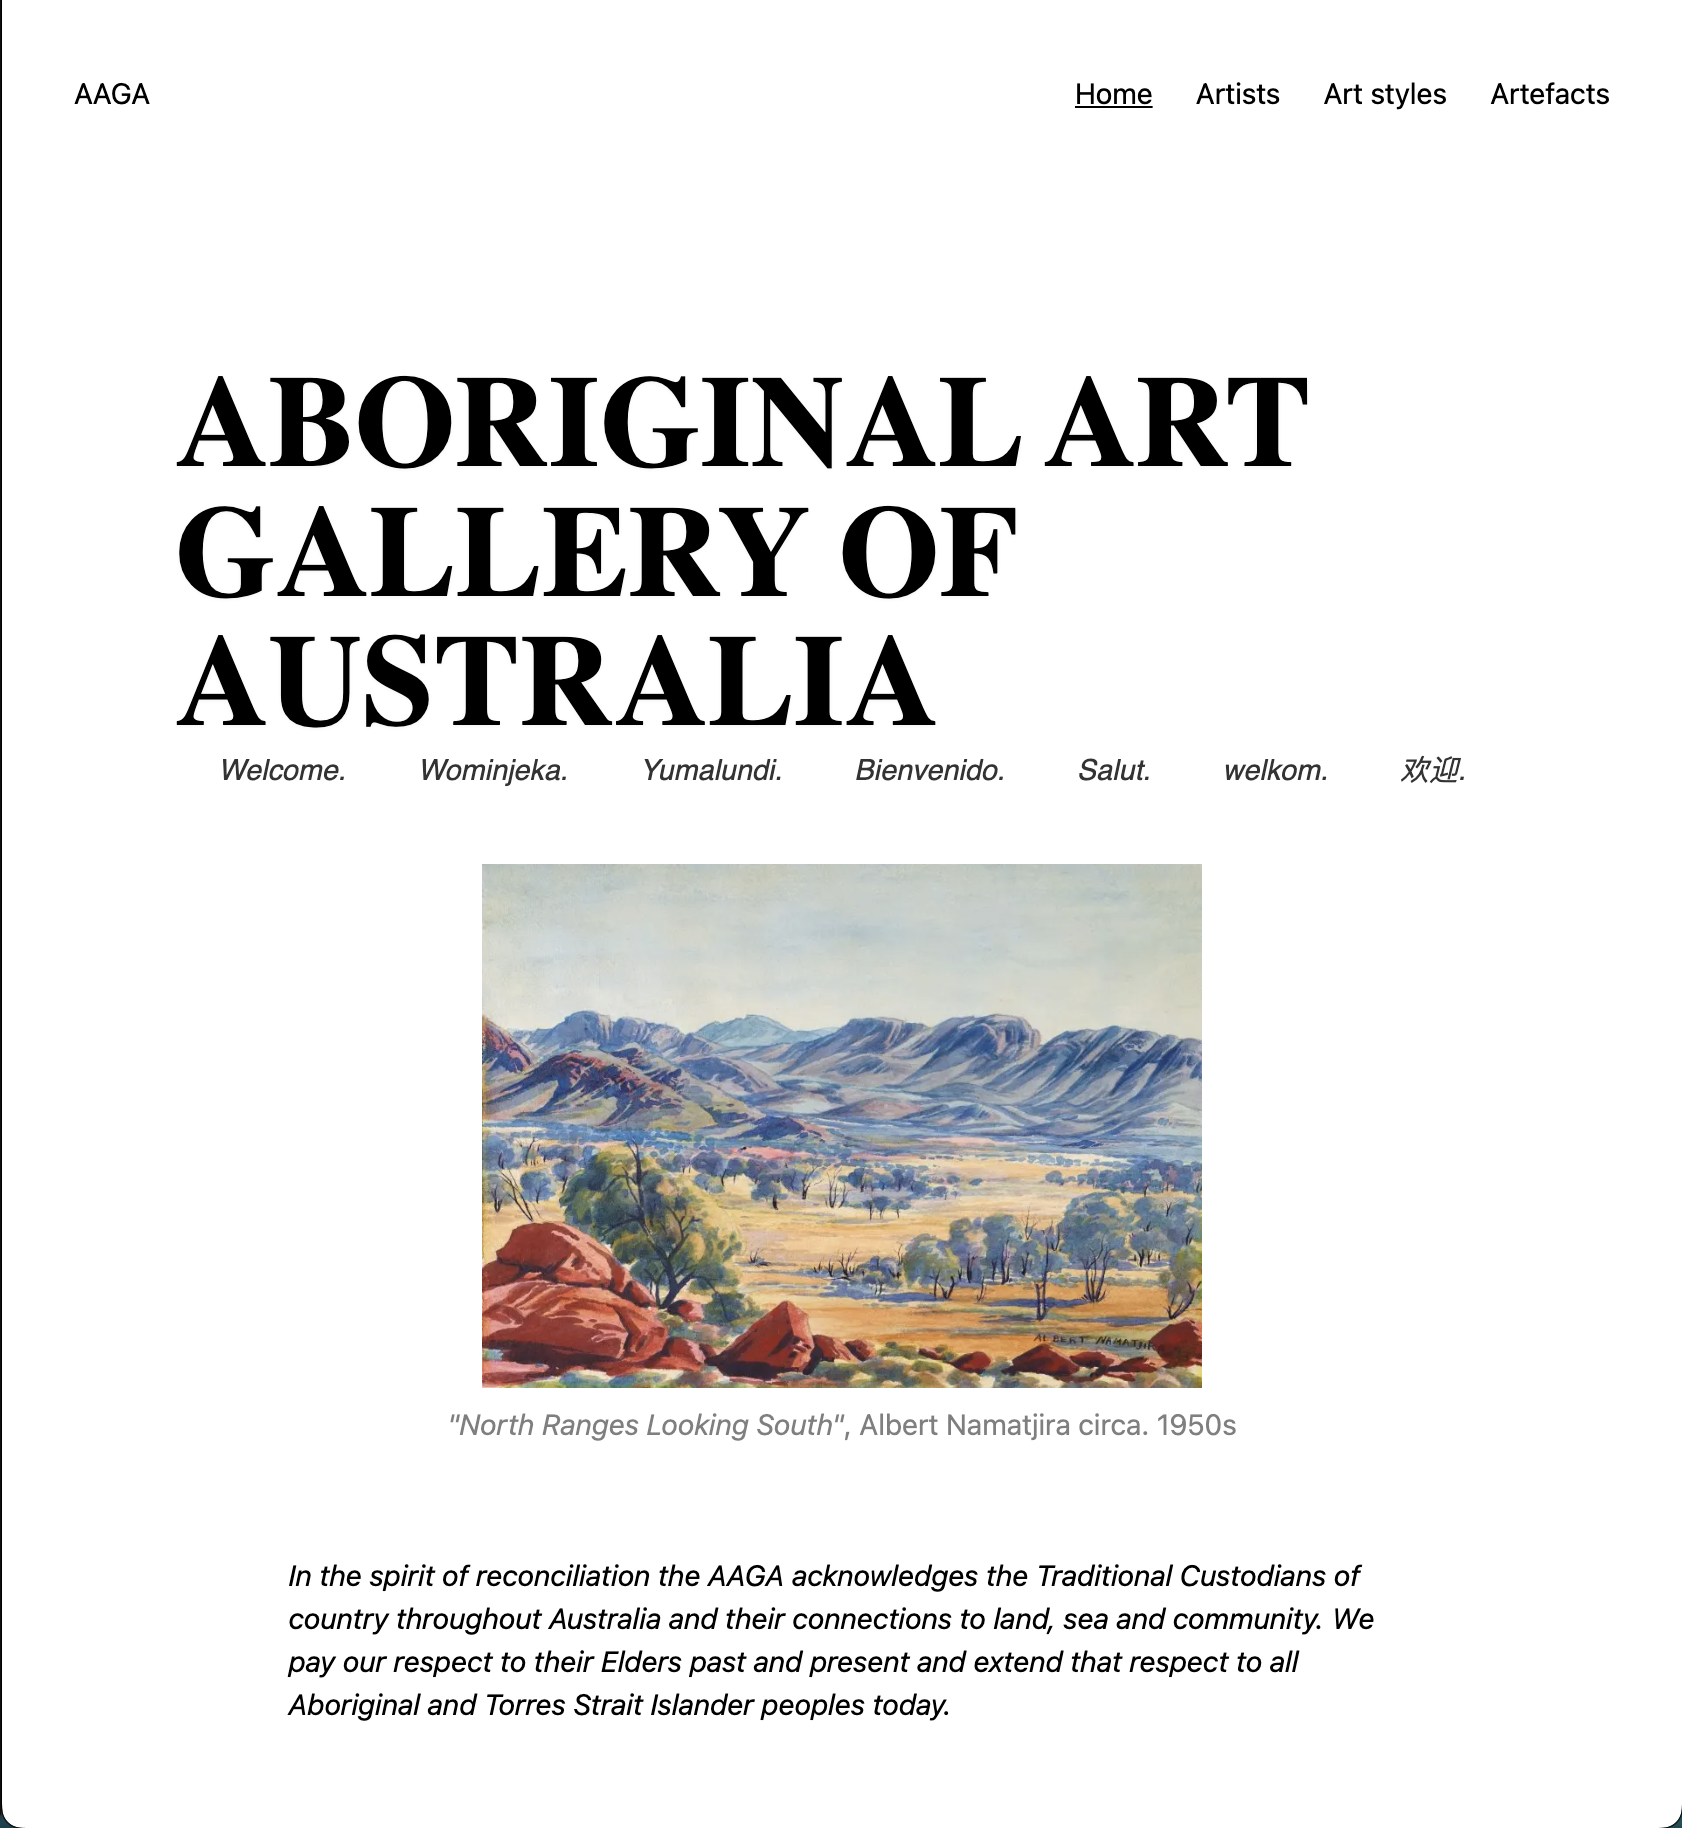 AAGA Home Artists Art styles Artefacts
ABORIGINAL ART
GALLERY OF
AUSTRALIA
Welcome. Wominjeka. Yumalundi. Bienvenido. Salut. welkom. 欢迎.
ALBERT NAMATJIRA
"North Ranges Looking South", Albert Namatjira circa. 1950s
In the spirit of reconciliation the AAGA acknowledges the Traditional Custodians of
country throughout Australia and their connections to land, sea and community. We
pay our respect to their Elders past and present and extend that respect to all
Aboriginal and Torres Strait Islander peoples today.